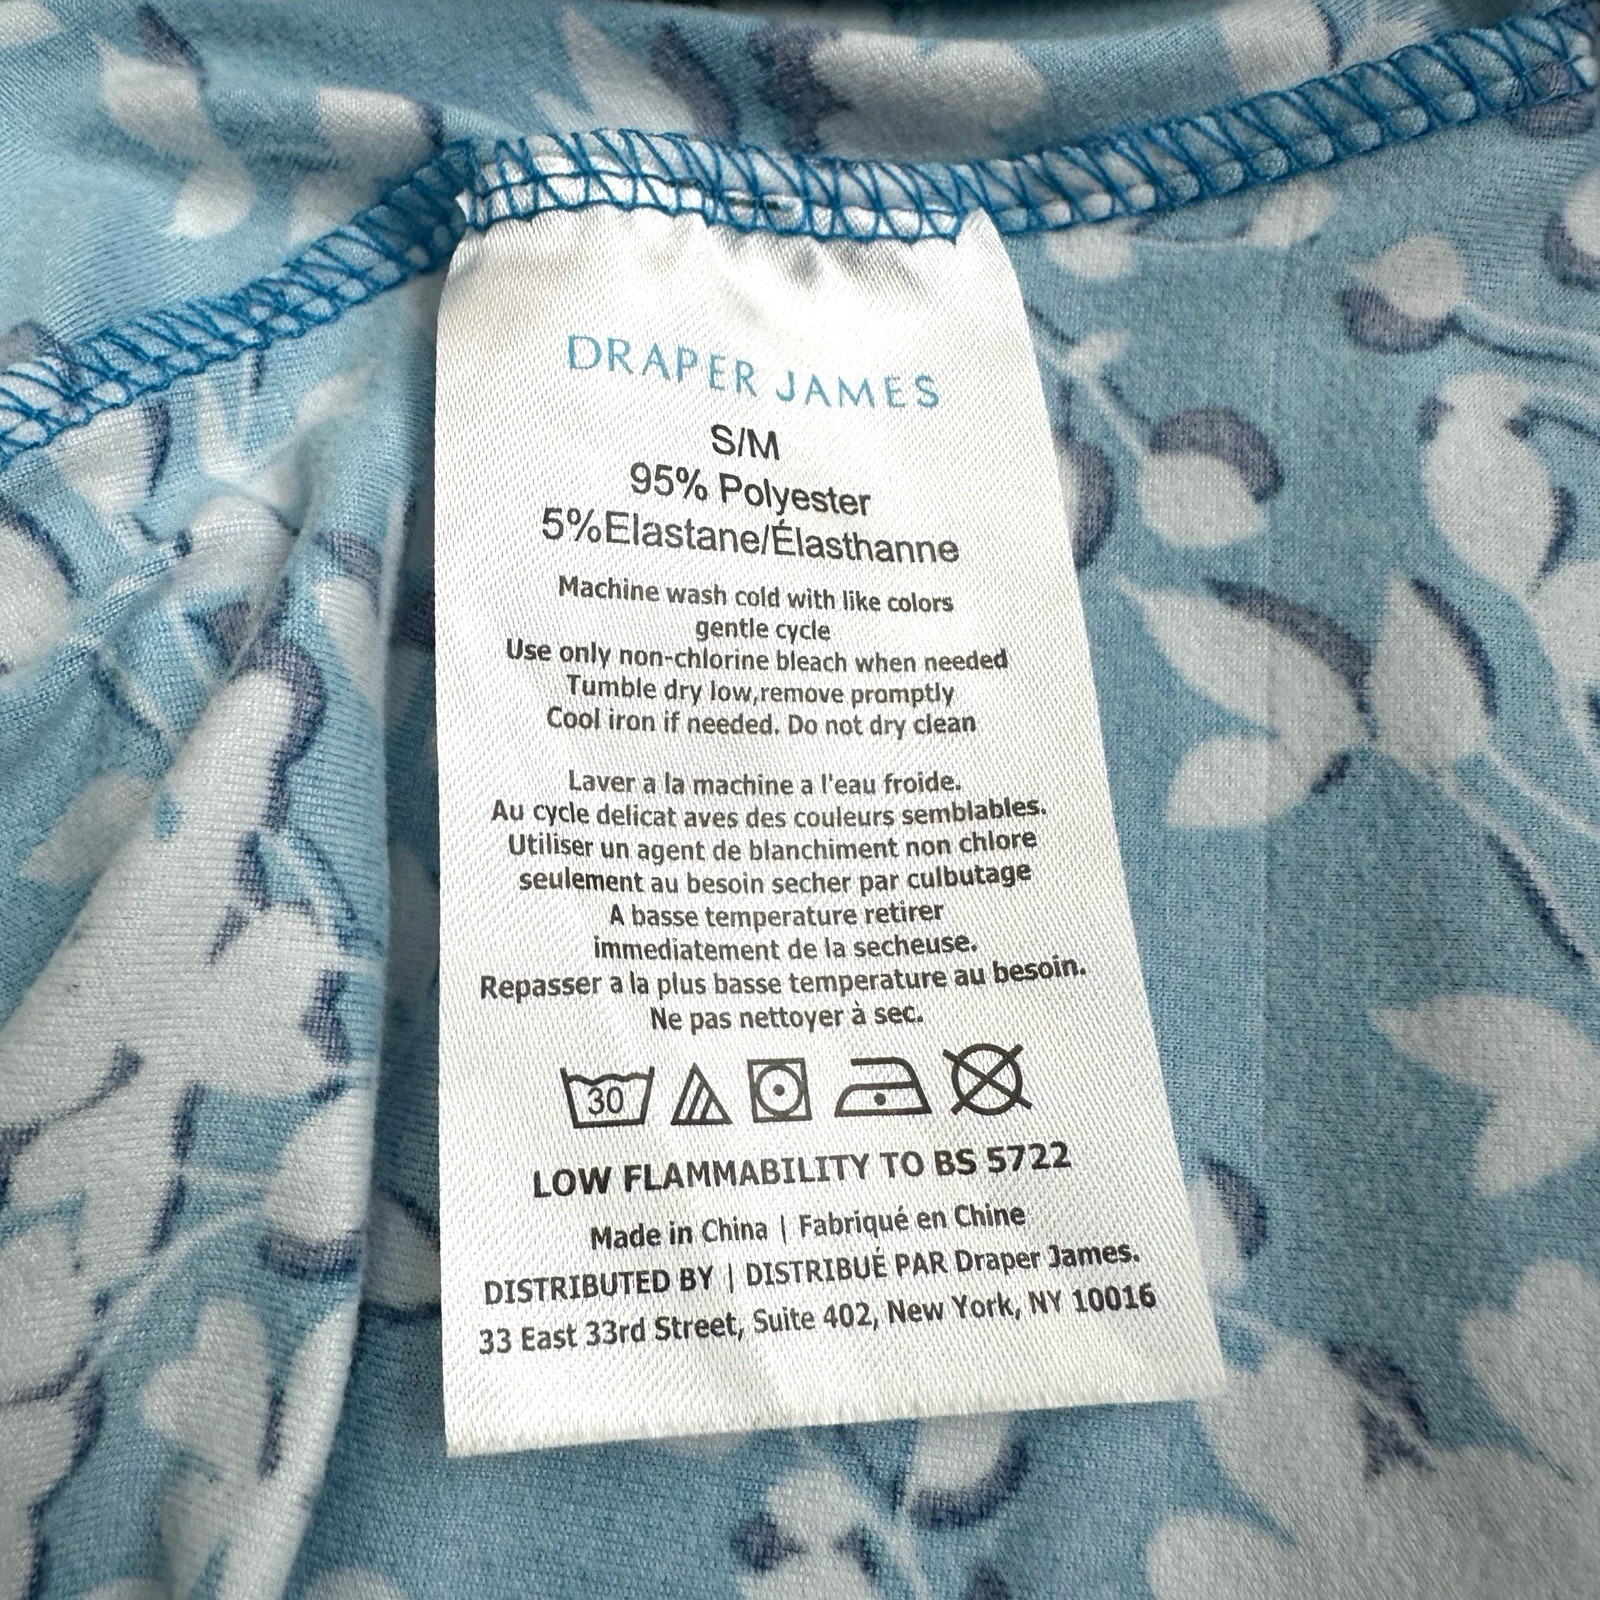 DRAPER JAMES
S/M
95% Polyester
5%Elastane/Élasthanne
Machine wash cold with like colors
gentle cycle
Use only non-chlorine bleach when needed
Tumble dry low,remove promptly
Cool iron if needed. Do not dry clean
Laver a la machine a l'eau froide.
Au cycle delicat aves des couleurs semblables.
Utiliser un agent de blanchiment non chlore
seulement au besoin secher par culbutage
A basse temperature retirer
immediatement de la secheuse.
Repasser a la plus basse temperature au besoin.
Ne pas nettoyer à sec.
30
LOW FLAMMABILITY TO BS 5722
Made in China | Fabriqué en Chine
DISTRIBUTED BY | DISTRIBUÉ PAR Draper James.
33 East 33rd Street, Suite 402, New York, NY 10016